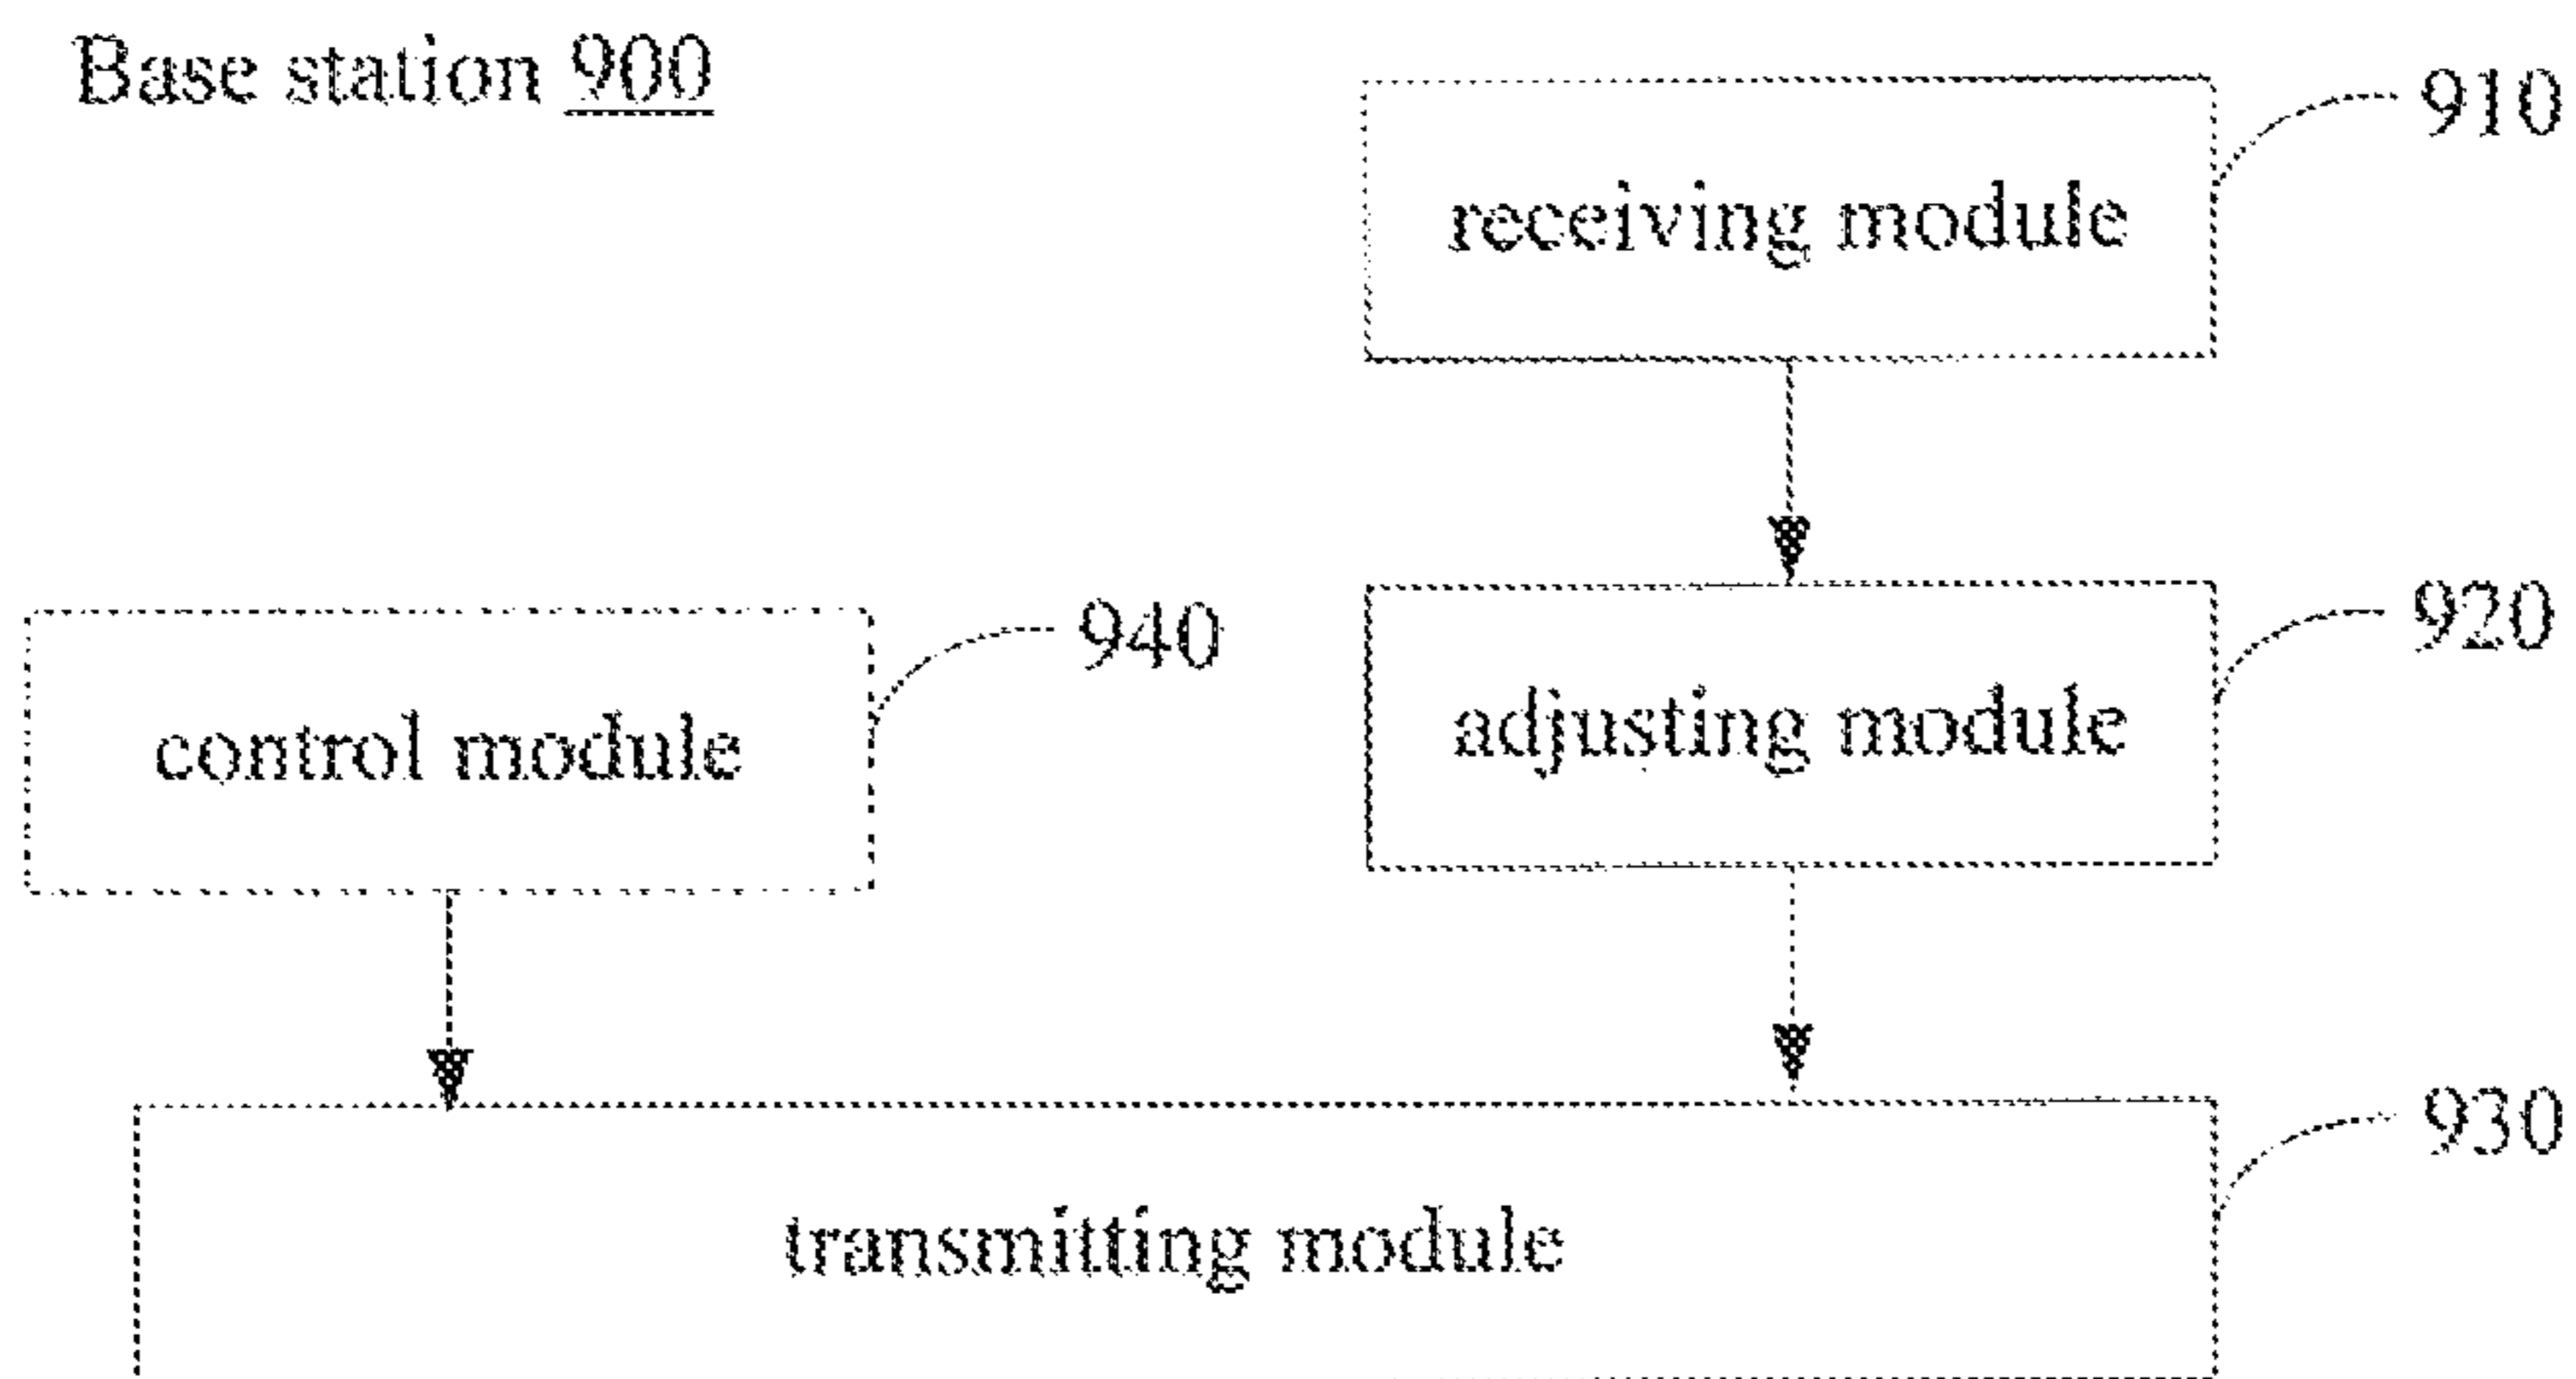 Base station 900
910
receiving module
920
adjusting module
940
control module
930
transmitting module